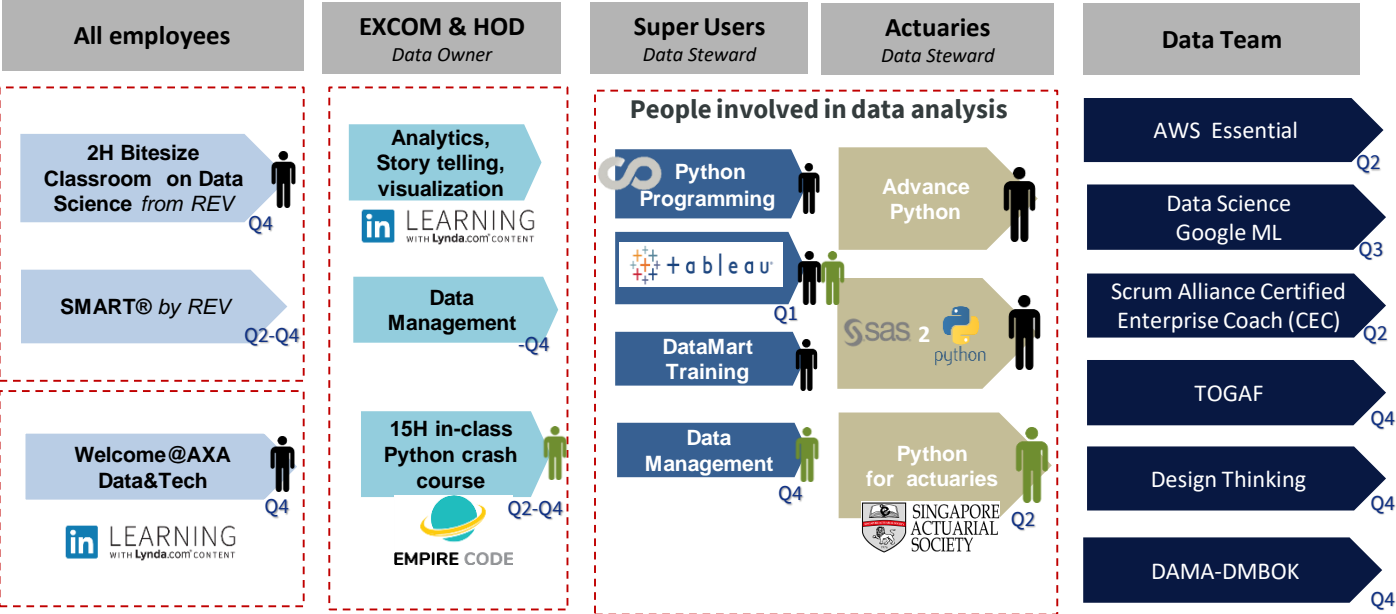 All employees
EXCOM & HOD
Data Owner
Super Users
Data Steward
Actuaries
Data Steward
Data Team
2H Bitesize
Classroom on Data
Science from REV
Q4
SMART® by REV
Q2-Q4
Welcome@AXA
Data&Tech
Q4
in LEARNING
WITH Lynda.com® CONTENT
Analytics,
Story telling,
visualization
in LEARNING
WITH Lynda.com® CONTENT
Data
Management
-Q4
15H in-class
Python crash
course
Q2-Q4
EMPIRE CODE
People involved in data analysis
Python
Programming
+ableau
Q1
DataMart
Training
Data
Management
Q4
Advance
Python
sas 2 python
Python
for actuaries
Q2
SINGAPORE
ACTUARIAL
SOCIETY
AWS Essential
Q2
Data Science
Google ML
Q3
Scrum Alliance Certified
Enterprise Coach (CEC)
Q2
TOGAF
Q4
Design Thinking
Q4
DAMA-DMBOK
Q4